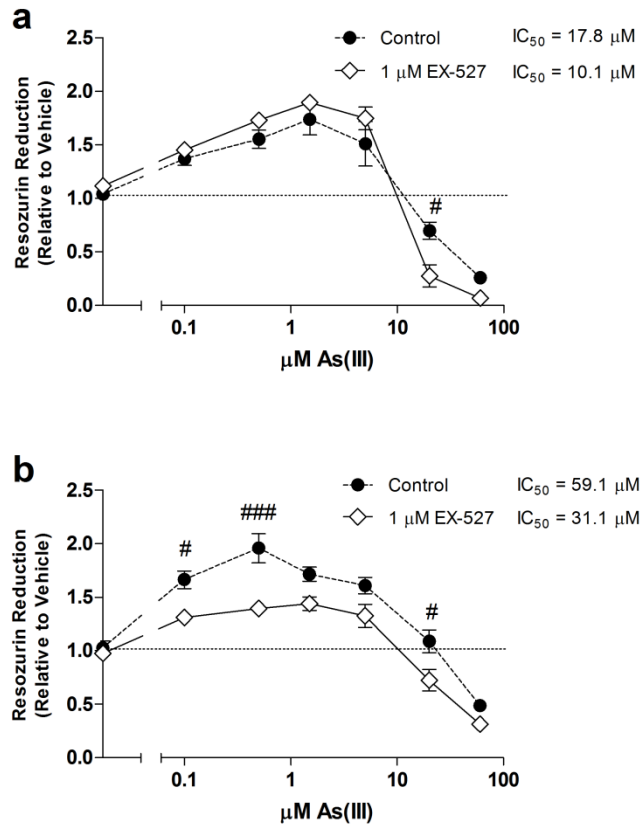 a
Control IC50 = 17.8 μM
1 μM EX-527 IC50 = 10.1 μM
Resozurin Reduction
(Relative to Vehicle)
2.5
2.0
1.5
1.0
0.5
0.0
#
0.1 1 10 100
μM As(III)
b
Control IC50 = 59.1 μM
1 μM EX-527 IC50 = 31.1 μM
Resozurin Reduction
(Relative to Vehicle)
2.5
2.0
1.5
1.0
0.5
0.0
# ### #
0.1 1 10 100
μM As(III)